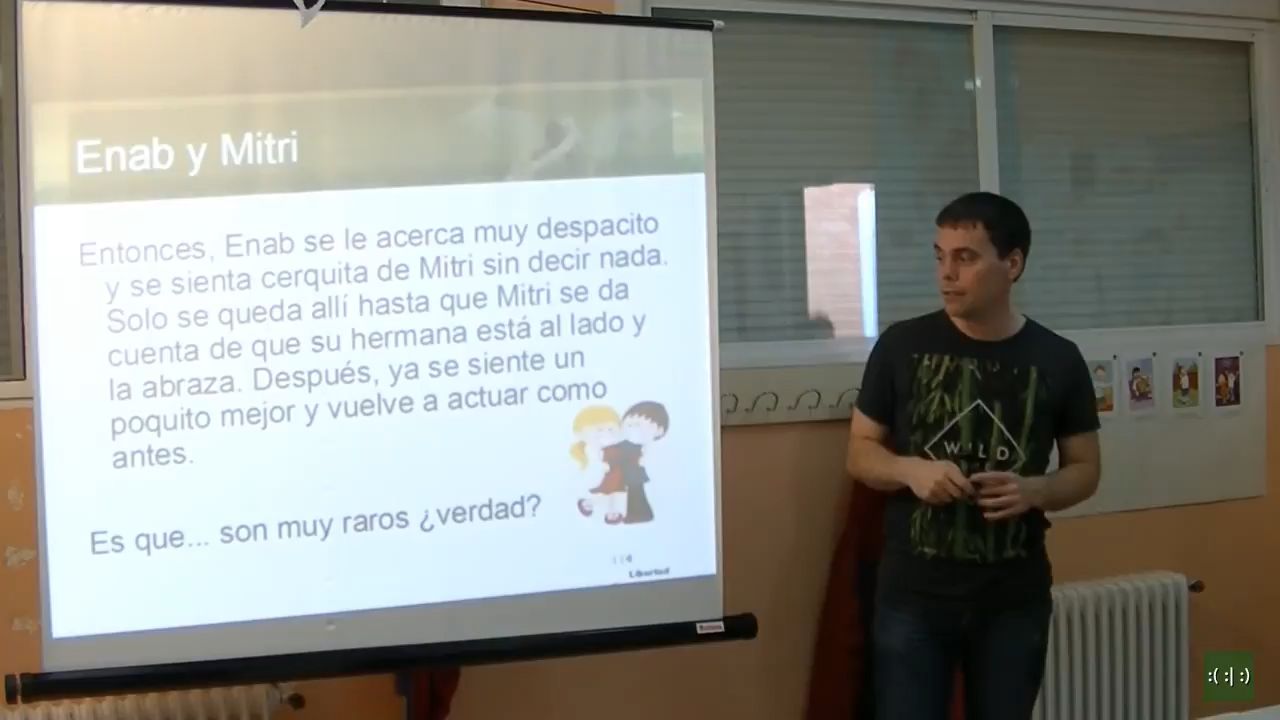 Enab y Mitri
Entonces, Enab se le acerca muy despacito
y se sienta cerquita de Mitri sin decir nada.
Solo se queda allí hasta que Mitri se da
cuenta de que su hermana está al lado y
la abraza. Después, ya se siente un
poquito mejor y vuelve a actuar como
antes.
Es que... son muy raros ¿verdad?
Libertad
WILD
:( :| :)